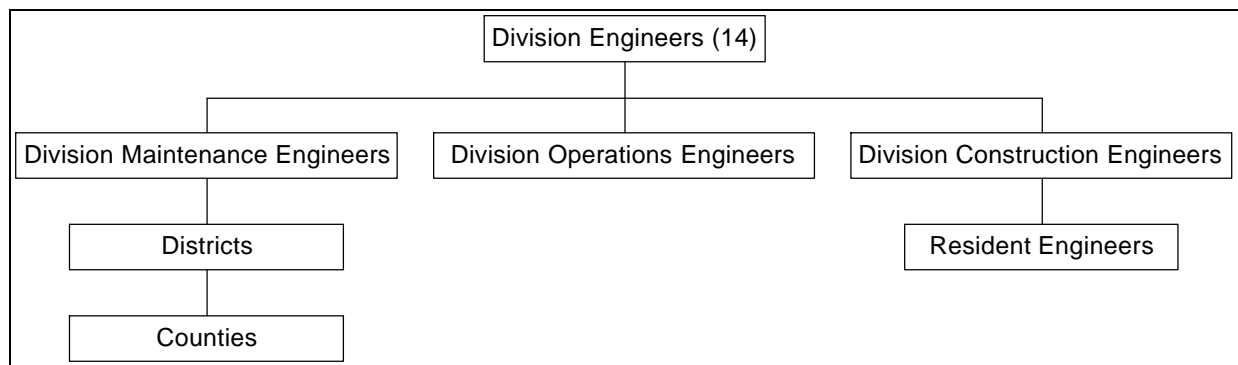 Division Engineers (14)
Division Maintenance Engineers
Division Operations Engineers
Division Construction Engineers
Districts
Resident Engineers
Counties